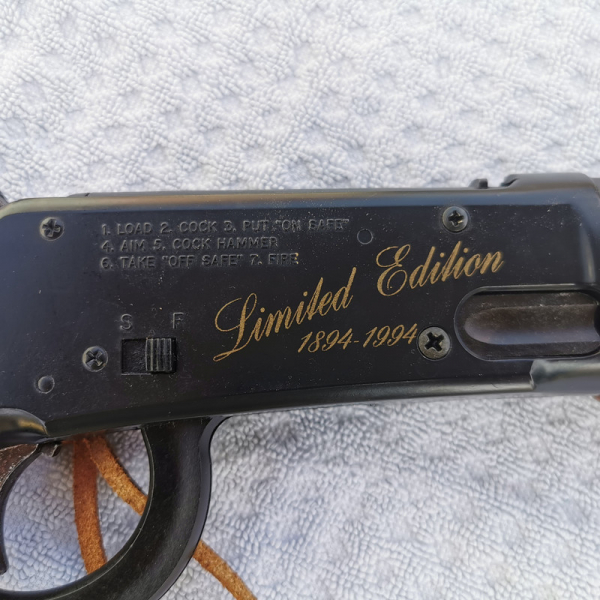 1. LOAD 2. COCK 3. PUT "ON SAFE"
4. AIM 5. COCK HAMMER
6. TAKE "OFF SAFE" 7. FIRE
Limited Edition
1894-1994
S F